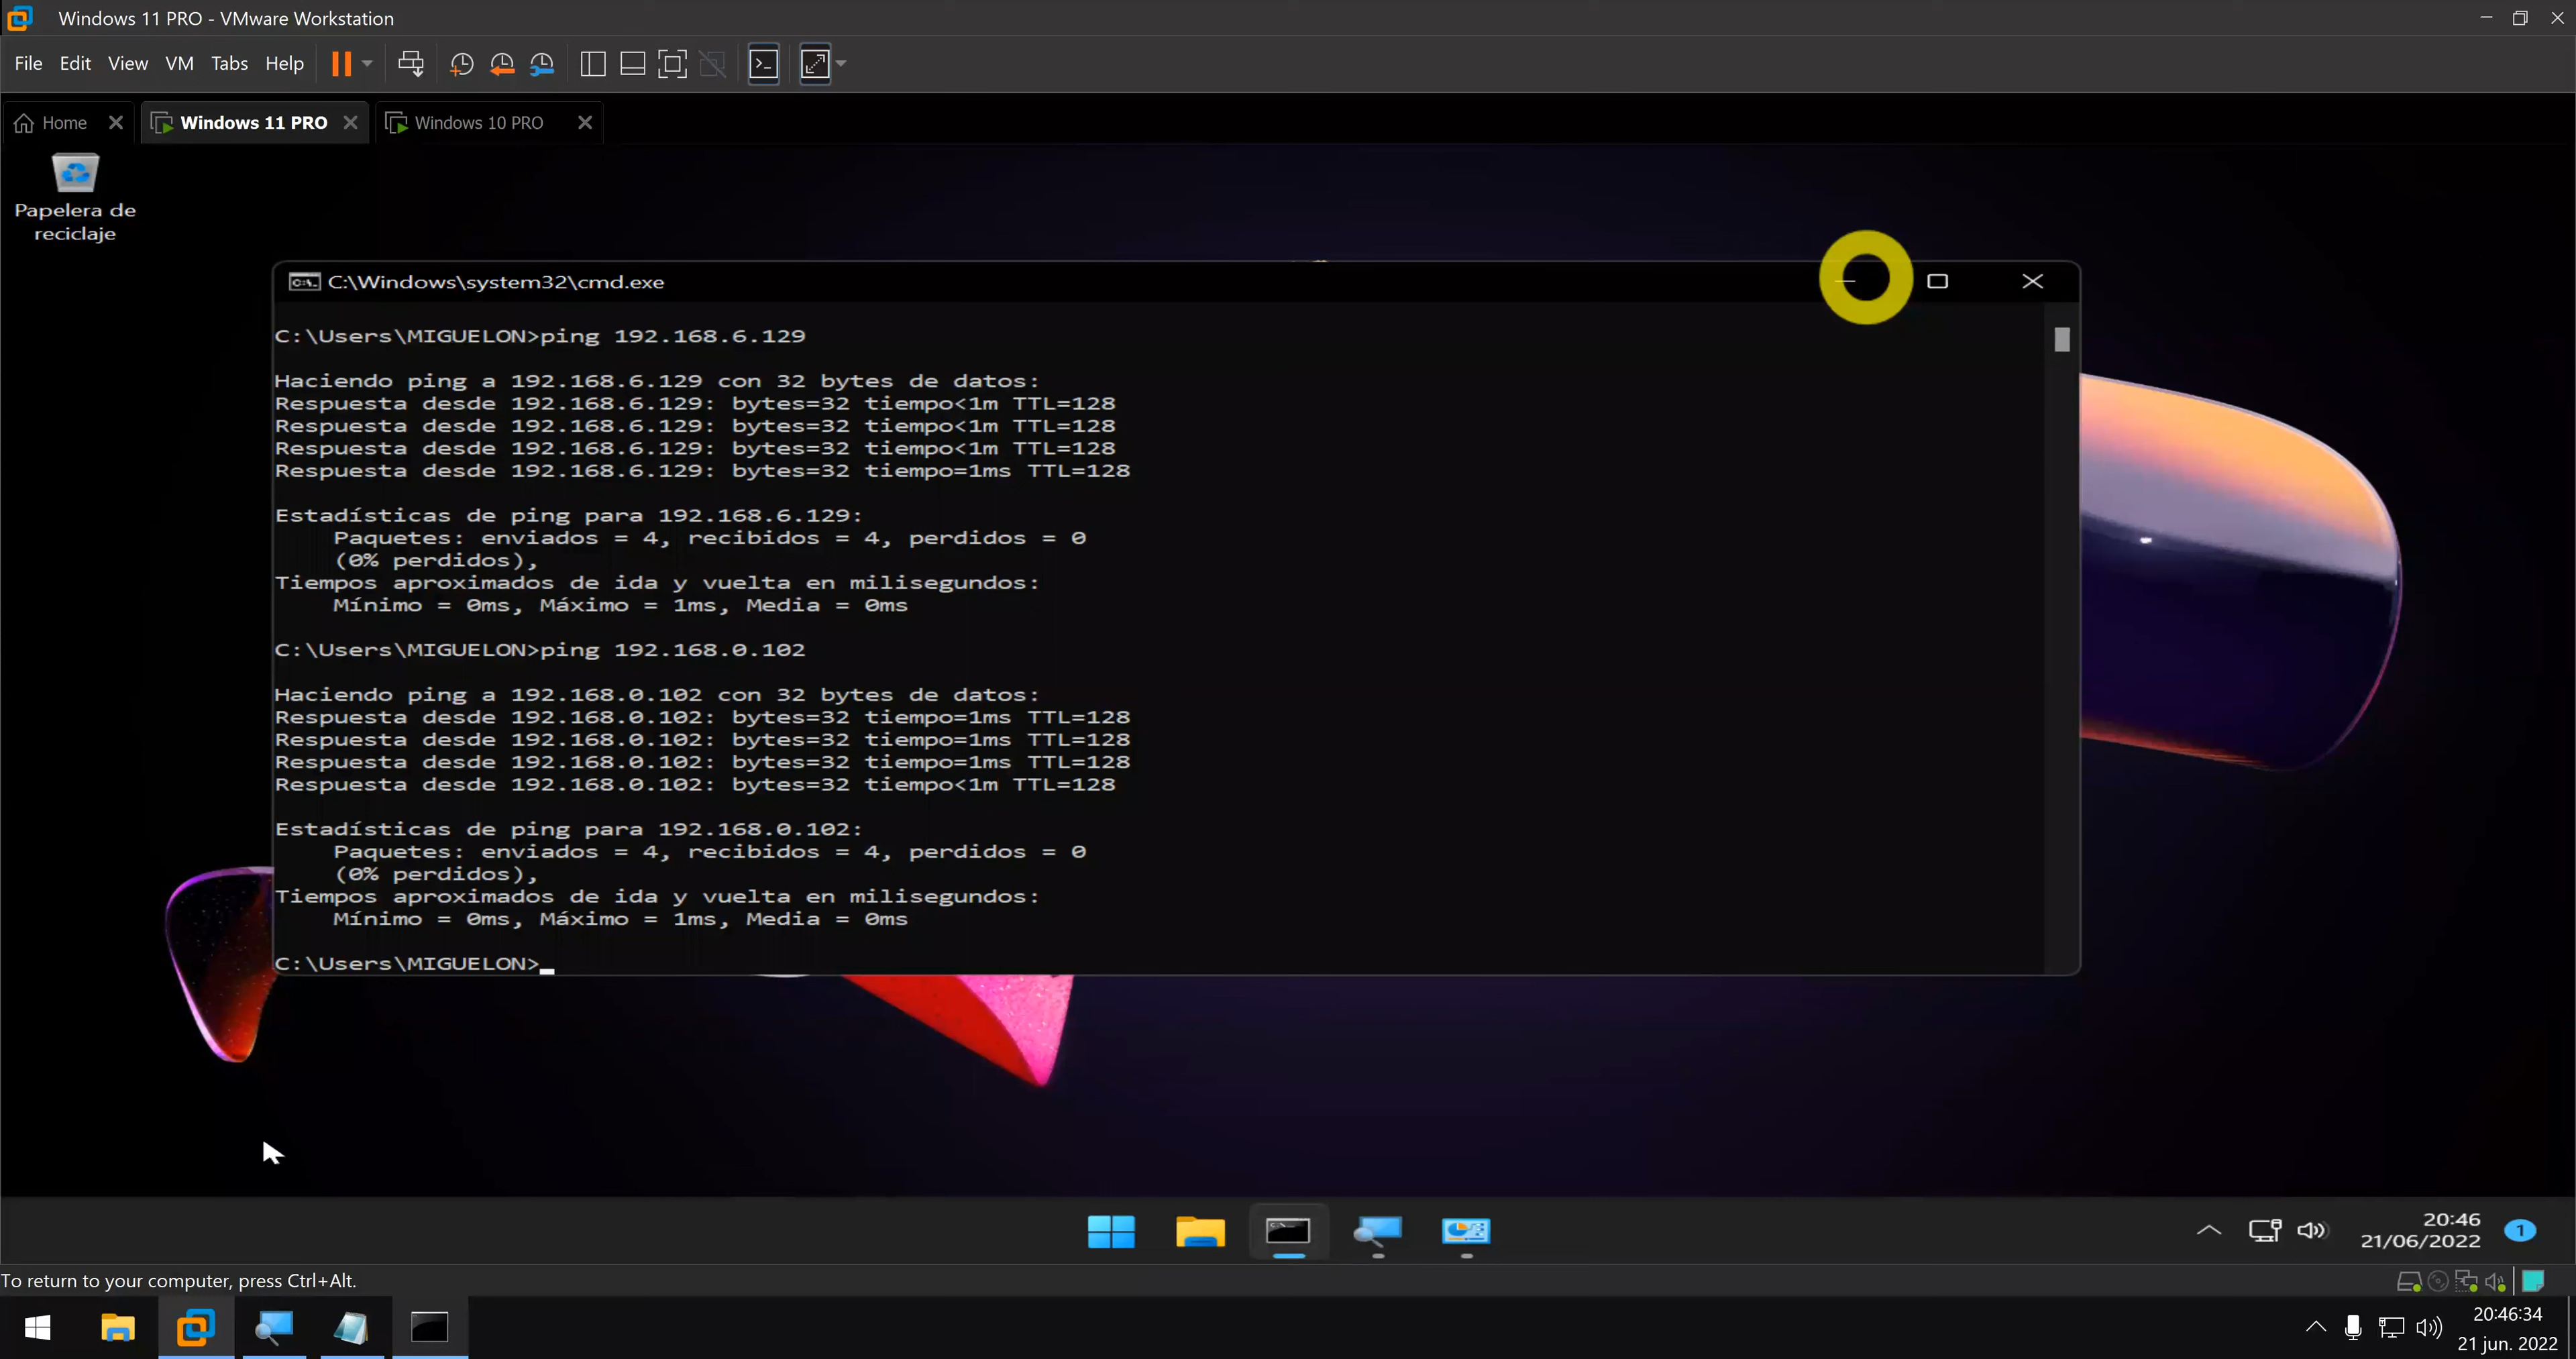 Windows 11 PRO - VMware Workstation
File Edit View VM Tabs Help
Home Windows 11 PRO Windows 10 PRO
Papelera de
reciclaje
C:\Windows\system32\cmd.exe
C:\Users\MIGUELON>ping 192.168.6.129
Haciendo ping a 192.168.6.129 con 32 bytes de datos:
Respuesta desde 192.168.6.129: bytes=32 tiempo<1m TTL=128
Respuesta desde 192.168.6.129: bytes=32 tiempo<1m TTL=128
Respuesta desde 192.168.6.129: bytes=32 tiempo<1m TTL=128
Respuesta desde 192.168.6.129: bytes=32 tiempo=1ms TTL=128
Estadísticas de ping para 192.168.6.129:
Paquetes: enviados = 4, recibidos = 4, perdidos = 0
(0% perdidos),
Tiempos aproximados de ida y vuelta en milisegundos:
Mínimo = 0ms, Máximo = 1ms, Media = 0ms
C:\Users\MIGUELON>ping 192.168.0.102
Haciendo ping a 192.168.0.102 con 32 bytes de datos:
Respuesta desde 192.168.0.102: bytes=32 tiempo=1ms TTL=128
Respuesta desde 192.168.0.102: bytes=32 tiempo=1ms TTL=128
Respuesta desde 192.168.0.102: bytes=32 tiempo=1ms TTL=128
Respuesta desde 192.168.0.102: bytes=32 tiempo<1m TTL=128
Estadísticas de ping para 192.168.0.102:
Paquetes: enviados = 4, recibidos = 4, perdidos = 0
(0% perdidos),
Tiempos aproximados de ida y vuelta en milisegundos:
Mínimo = 0ms, Máximo = 1ms, Media = 0ms
C:\Users\MIGUELON>
20:46
21/06/2022
1
To return to your computer, press Ctrl+Alt.
20:46:34
21 jun. 2022